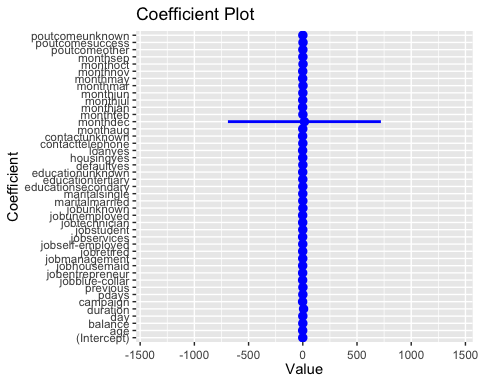 Coefficient Plot
poutcomeunknown
poutcomesuccess
poutcomeother
monthsep
monthoct
monthnov
monthmay
monthmar
monthjun
monthjul
monthjan
monthfeb
monthdec
monthaug
contactunknown
contacttelephone
loanyes
housingyes
defaultyes
educationunknown
educationtertiary
educationsecondary
maritalsingle
maritalmarried
jobunknown
jobunemployed
jobtechnician
jobstudent
jobservices
jobself-employed
jobretired
jobmanagement
jobhousemaid
jobentrepreneur
jobblue-collar
previous
pdays
campaign
duration
day
balance
age
(Intercept)
Coefficient
-1500 -1000 -500 0 500 1000 1500
Value